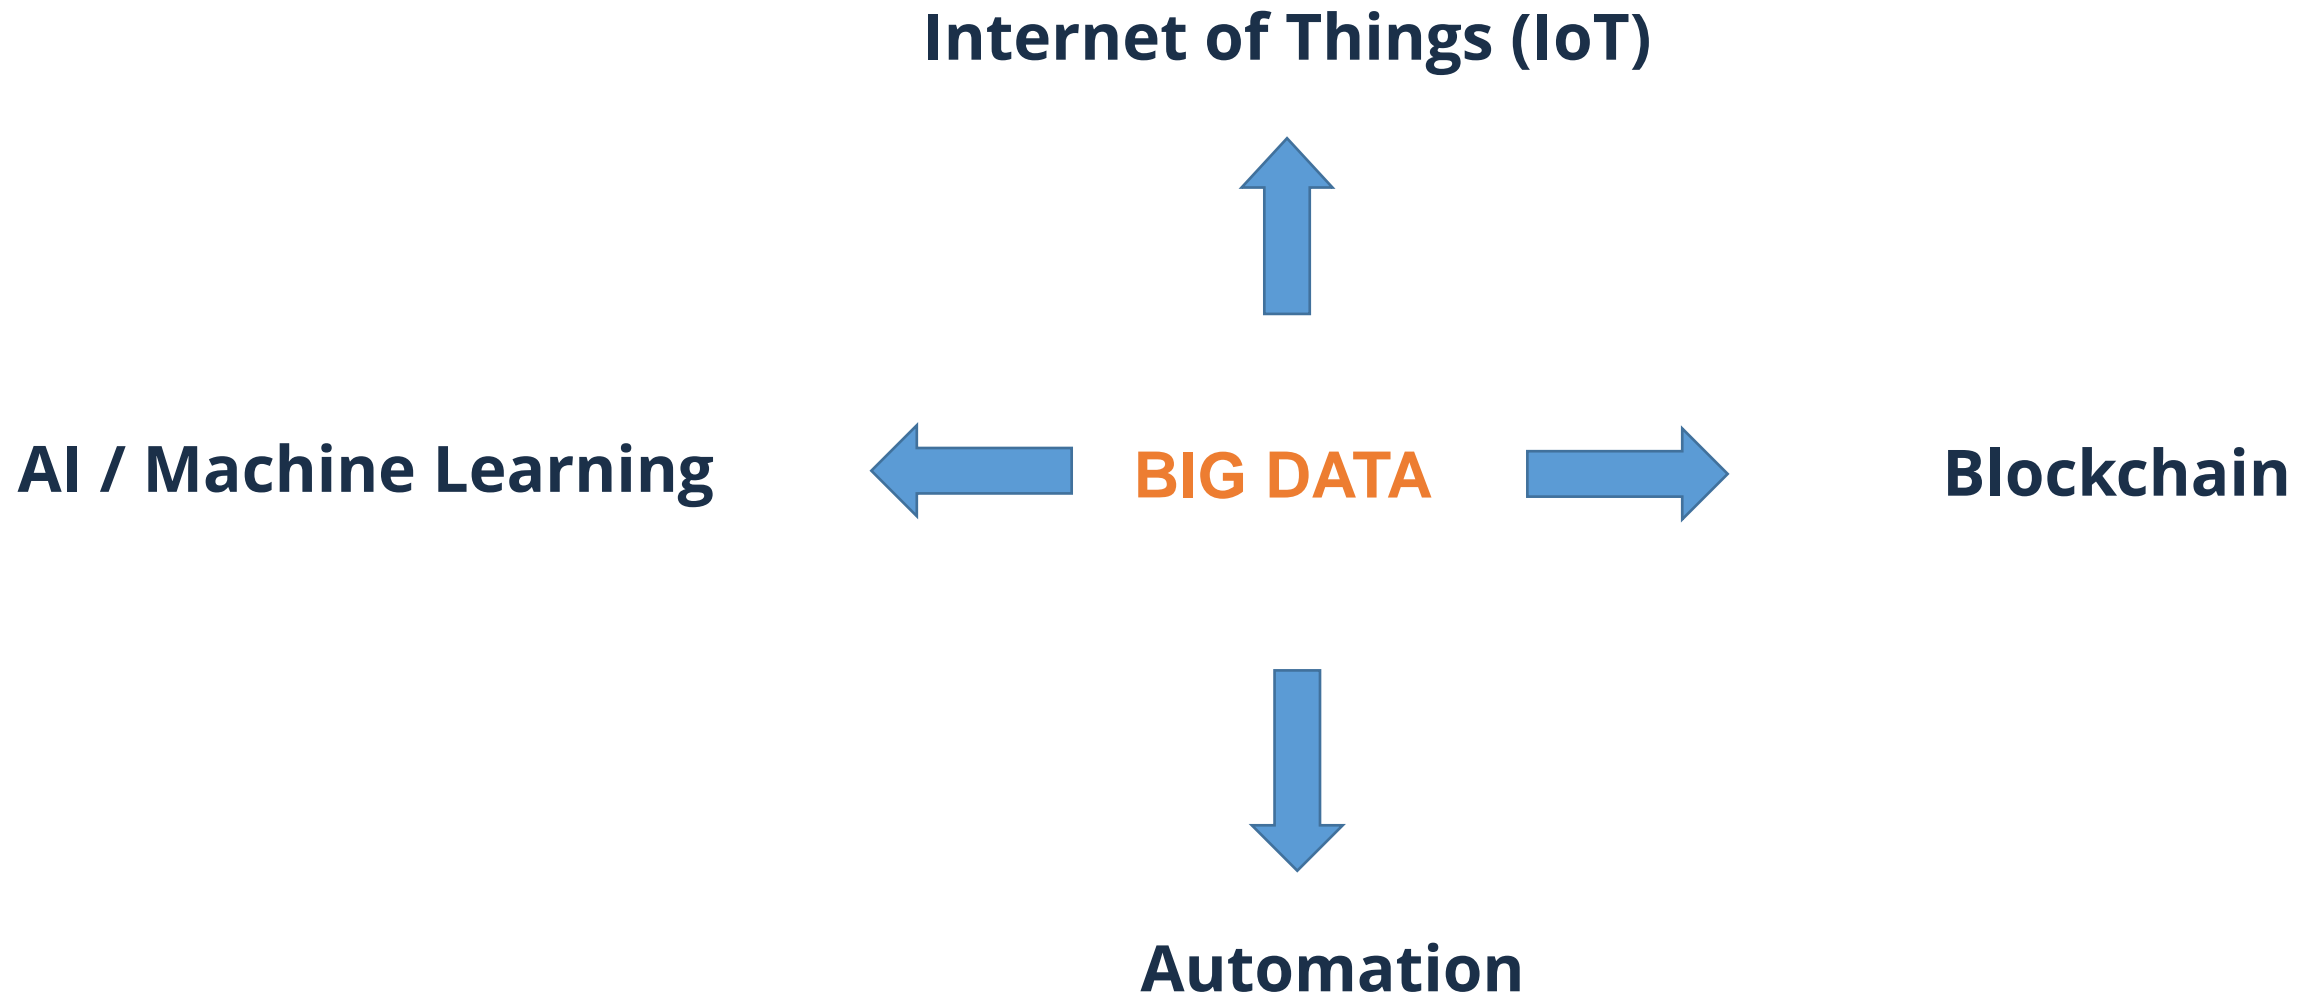 Internet of Things (IoT)
AI / Machine Learning
BIG DATA
Blockchain
Automation